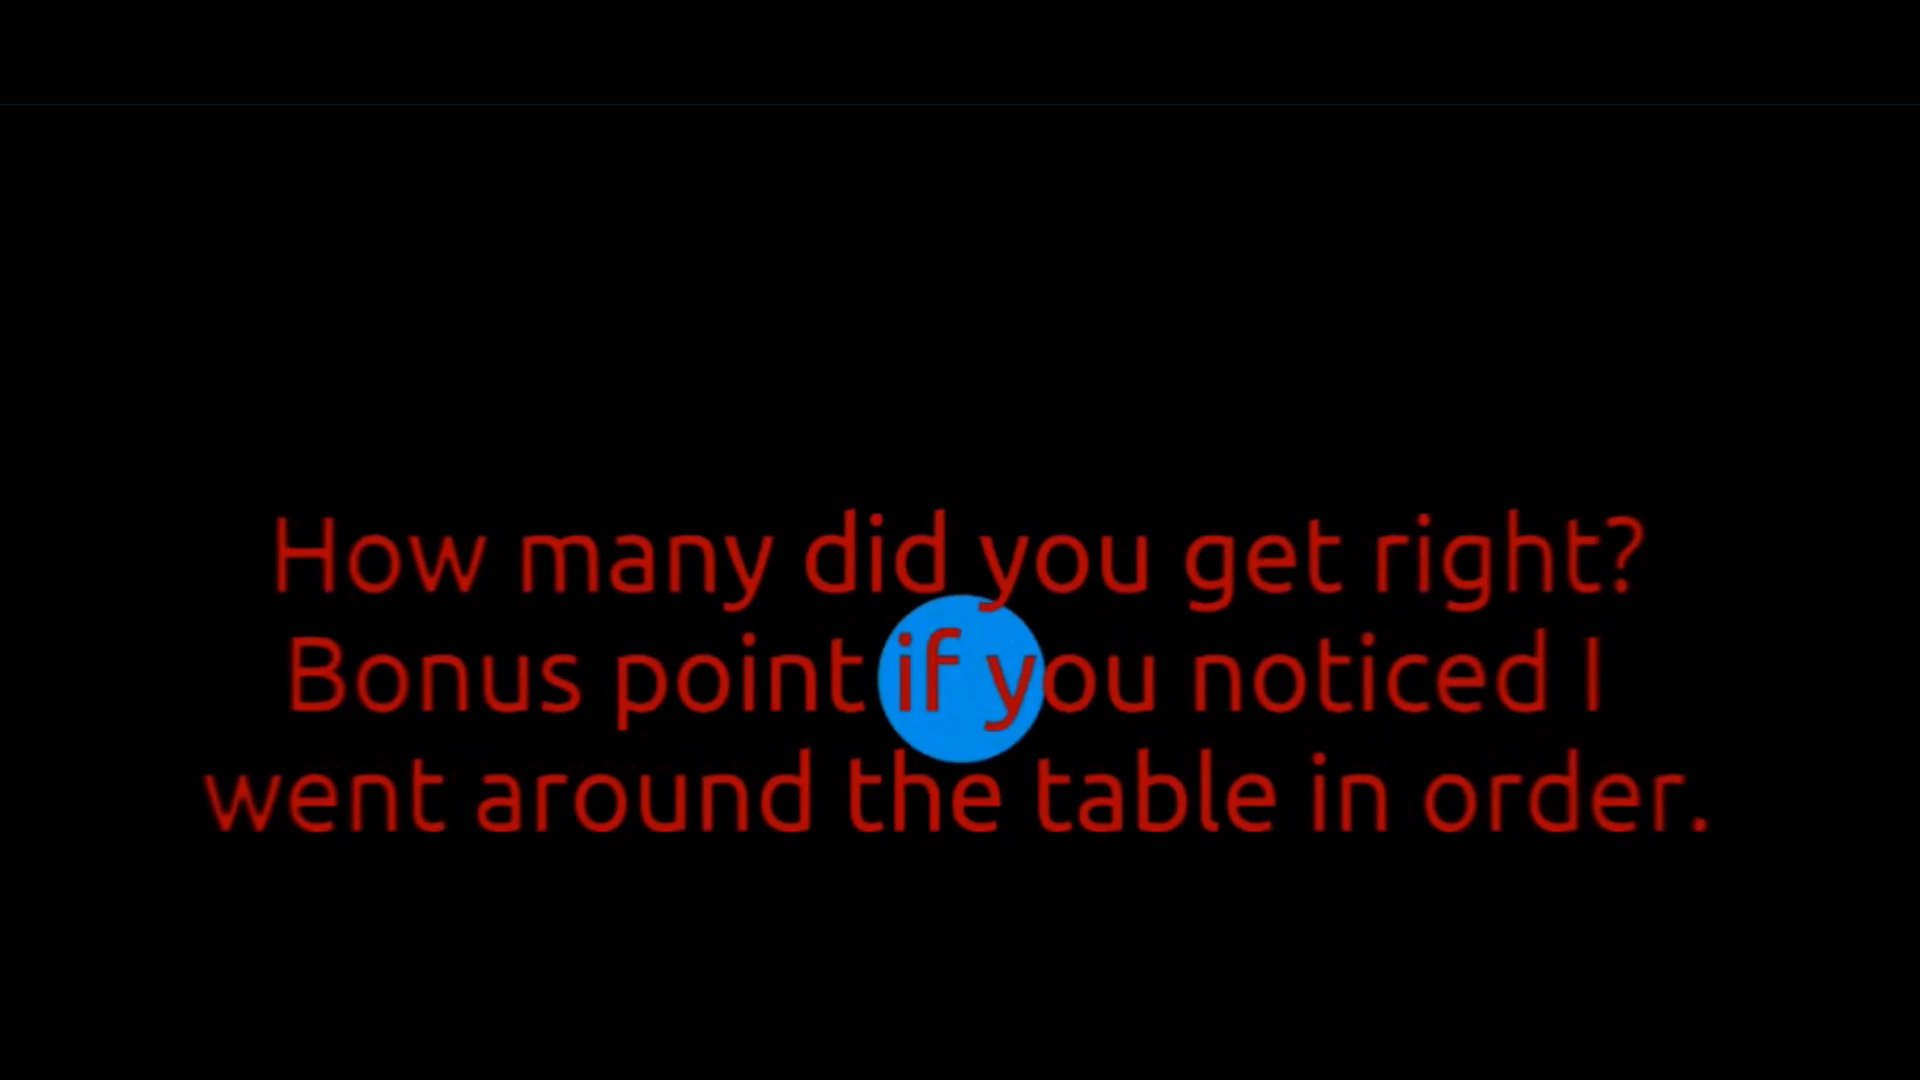 How many did you get right?
Bonus point if you noticed I
went around the table in order.